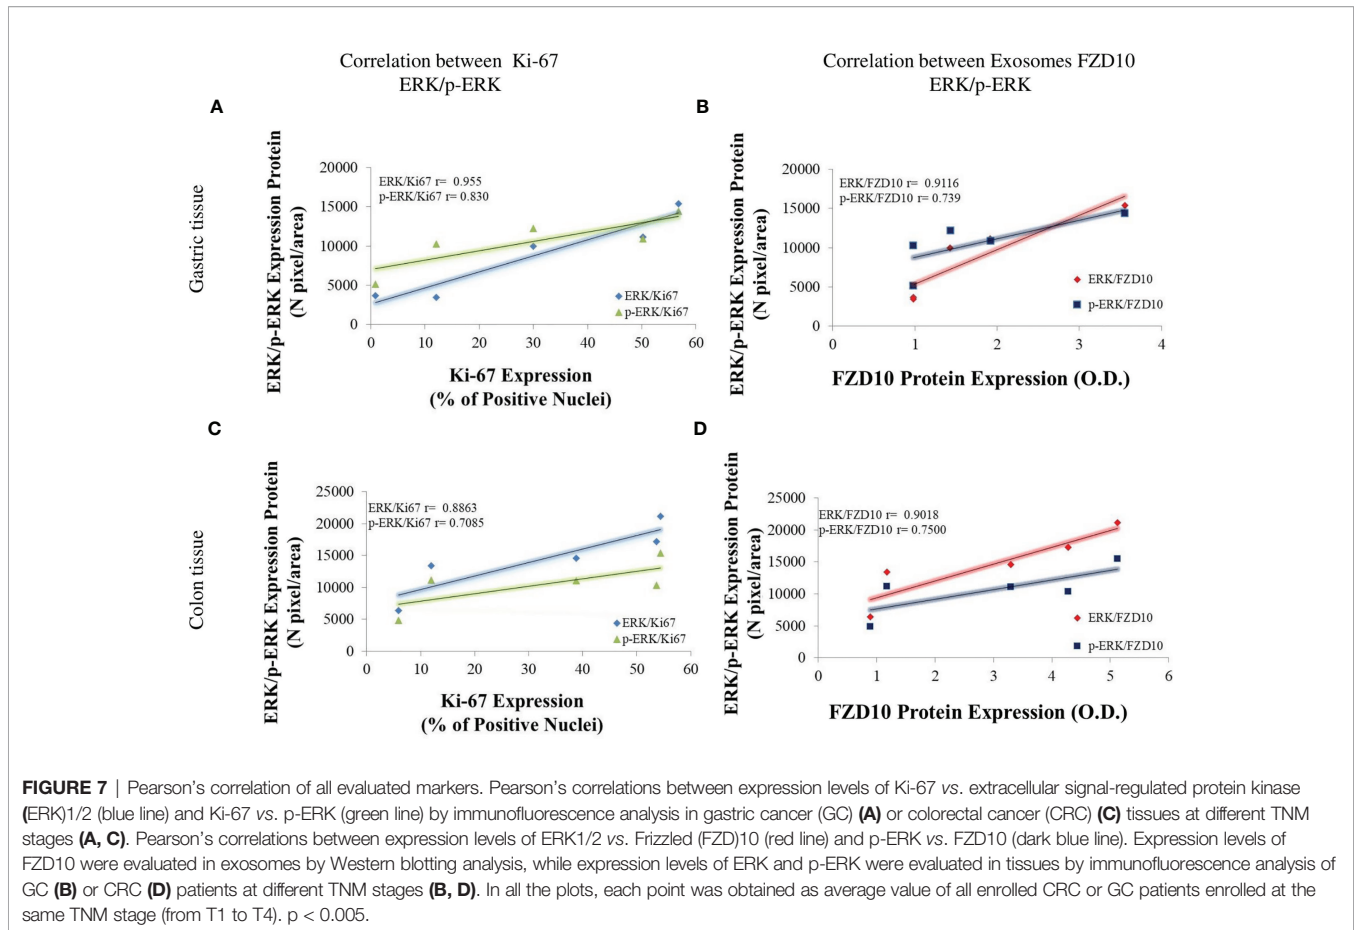 Correlation between Ki-67
ERK/p-ERK
Correlation between Exosomes FZD10
ERK/p-ERK
A
Gastric tissue
ERK/p-ERK Expression Protein
(N pixel/area)
20000
15000
10000
5000
0
ERK/Ki67 r= 0.955
p-ERK/Ki67 r= 0.830
ERK/Ki67
p-ERK/Ki67
0 10 20 30 40 50 60
Ki-67 Expression
(% of Positive Nuclei)
B
ERK/p-ERK Expression Protein
(N pixel/area)
20000
15000
10000
5000
0
ERK/FZD10 r= 0.9116
p-ERK/FZD10 r= 0.739
ERK/FZD10
p-ERK/FZD10
0 1 2 3 4
FZD10 Protein Expression (O.D.)
C
Colon tissue
ERK/p-ERK Expression Protein
(N pixel/area)
25000
20000
15000
10000
5000
0
ERK/Ki67 r= 0.8863
p-ERK/Ki67 r= 0.7085
ERK/Ki67
p-ERK/Ki67
0 10 20 30 40 50 60
Ki-67 Expression
(% of Positive Nuclei)
D
ERK/p-ERK Expression Protein
(N pixel/area)
25000
20000
15000
10000
5000
0
ERK/FZD10 r= 0.9018
p-ERK/FZD10 r= 0.7500
ERK/FZD10
p-ERK/FZD10
0 1 2 3 4 5 6
FZD10 Protein Expression (O.D.)
FIGURE 7 | Pearson's correlation of all evaluated markers. Pearson's correlations between expression levels of Ki-67 vs. extracellular signal-regulated protein kinase
(ERK)1/2 (blue line) and Ki-67 vs. p-ERK (green line) by immunofluorescence analysis in gastric cancer (GC) (A) or colorectal cancer (CRC) (C) tissues at different TNM
stages (A, C). Pearson's correlations between expression levels of ERK1/2 vs. Frizzled (FZD)10 (red line) and p-ERK vs. FZD10 (dark blue line). Expression levels of
FZD10 were evaluated in exosomes by Western blotting analysis, while expression levels of ERK and p-ERK were evaluated in tissues by immunofluorescence analysis of
GC (B) or CRC (D) patients at different TNM stages (B, D). In all the plots, each point was obtained as average value of all enrolled CRC or GC patients enrolled at the
same TNM stage (from T1 to T4). p < 0.005.